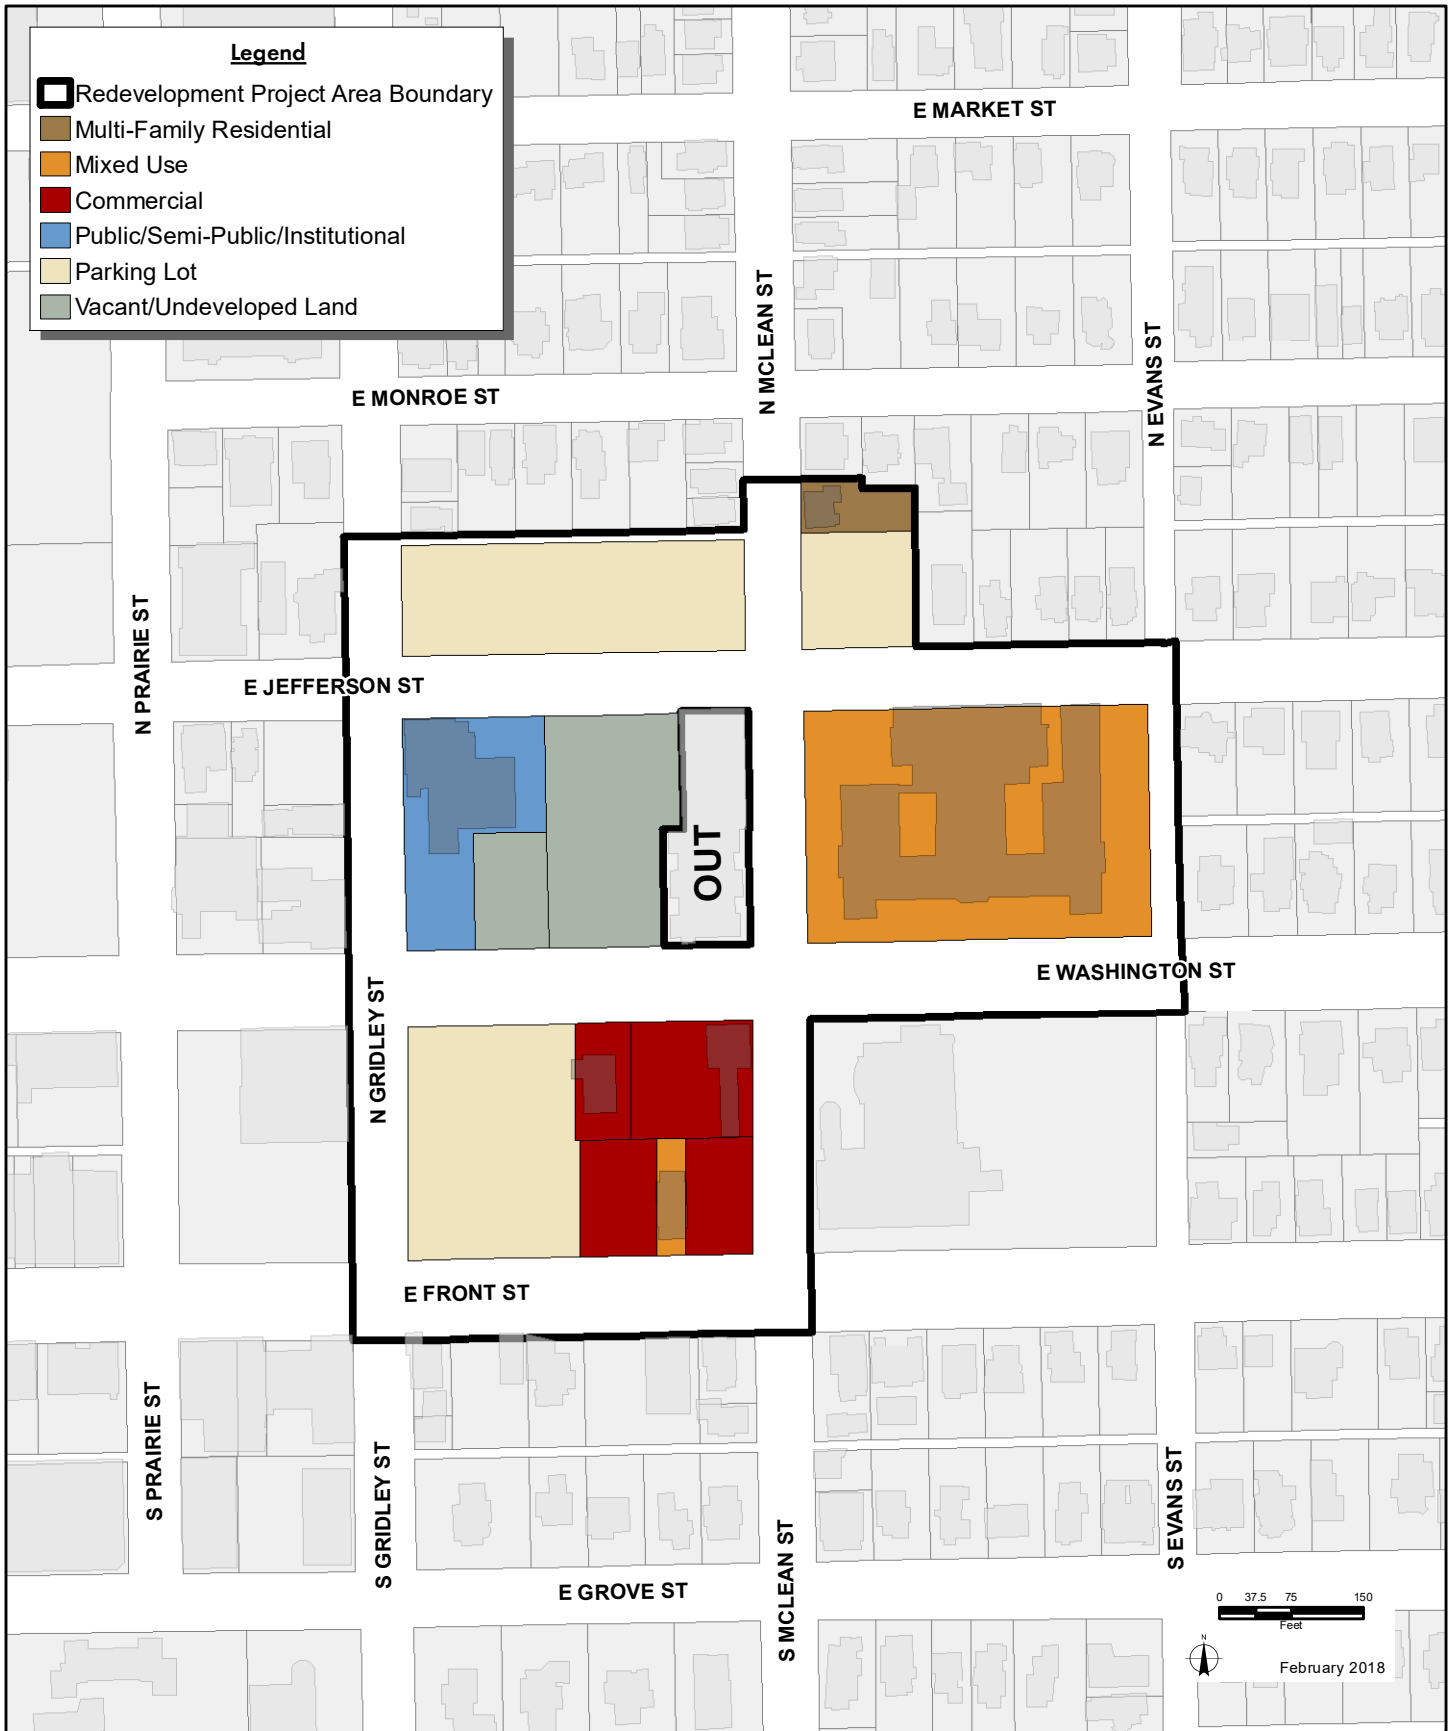 Legend
Redevelopment Project Area Boundary
Multi-Family Residential
Mixed Use
Commercial
Public/Semi-Public/Institutional
Parking Lot
Vacant/Undeveloped Land
E MARKET ST
N MCLEAN ST
N EVANS ST
E MONROE ST
N PRAIRIE ST
E JEFFERSON ST
OUT
E WASHINGTON ST
N GRIDLEY ST
E FRONT ST
S PRAIRIE ST
S GRIDLEY ST
S MCLEAN ST
S EVANS ST
E GROVE ST
0 37.5 75 150
Feet
N
February 2018